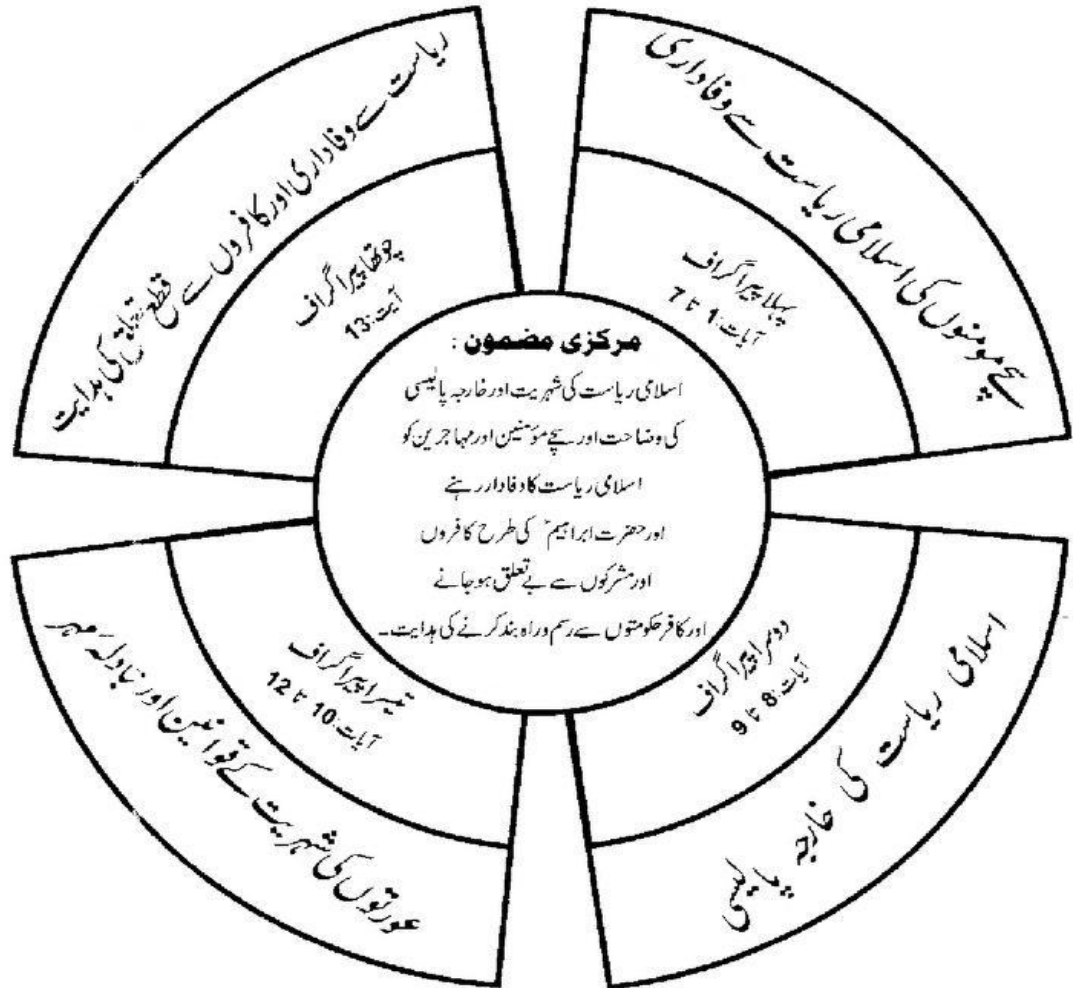 سچے مومنوں کی اسلامی ریاست سے وفاداری
پہلا پیراگراف
آیات: 1 تا 7
اسلامی ریاست کی خارجہ پالیسی
دوسرا پیراگراف
آیات: 8 تا 9
عورتوں کی شہریت کے قوانین اور تبادلۂ مہر
تیسرا پیراگراف
آیات: 10 تا 12
ریاست سے وفاداری اور کافروں سے قطع تعلق کی ہدایت
چوتھا پیراگراف
آیت: 13
مرکزی مضمون :
اسلامی ریاست کی شہریت اور خارجہ پالیسی
کی وضاحت اور سچے مؤمنین اور مہاجرین کو
اسلامی ریاست کا وفادار رہنے
اور حضرت ابراہیمؑ کی طرح کافروں
اور مشرکوں سے بے تعلق ہو جانے
اور کافر حکومتوں سے رسم و راہ بند کرنے کی ہدایت۔